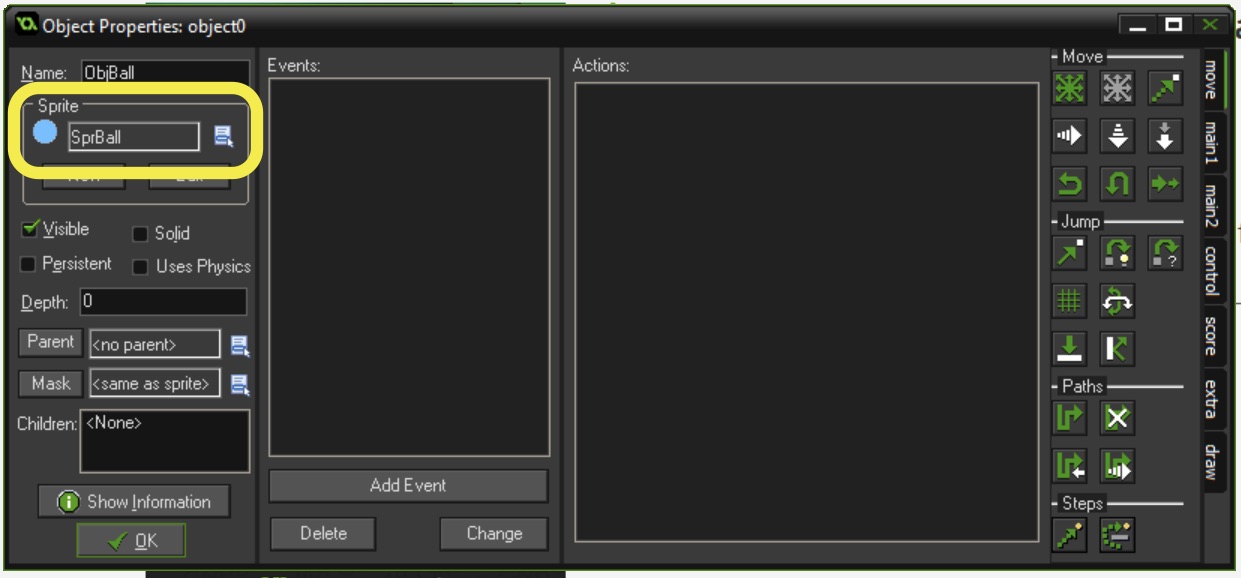 Object Properties: object0
Name: ObjBall
Sprite
SprBall
Visible
Solid
Persistent
Uses Physics
Depth: 0
Parent <no parent>
Mask <same as sprite>
Children: <None>
Show Information
OK
Events:
Add Event
Delete
Change
Actions:
Move
Jump
Paths
Steps
move
main1
main2
control
score
extra
draw